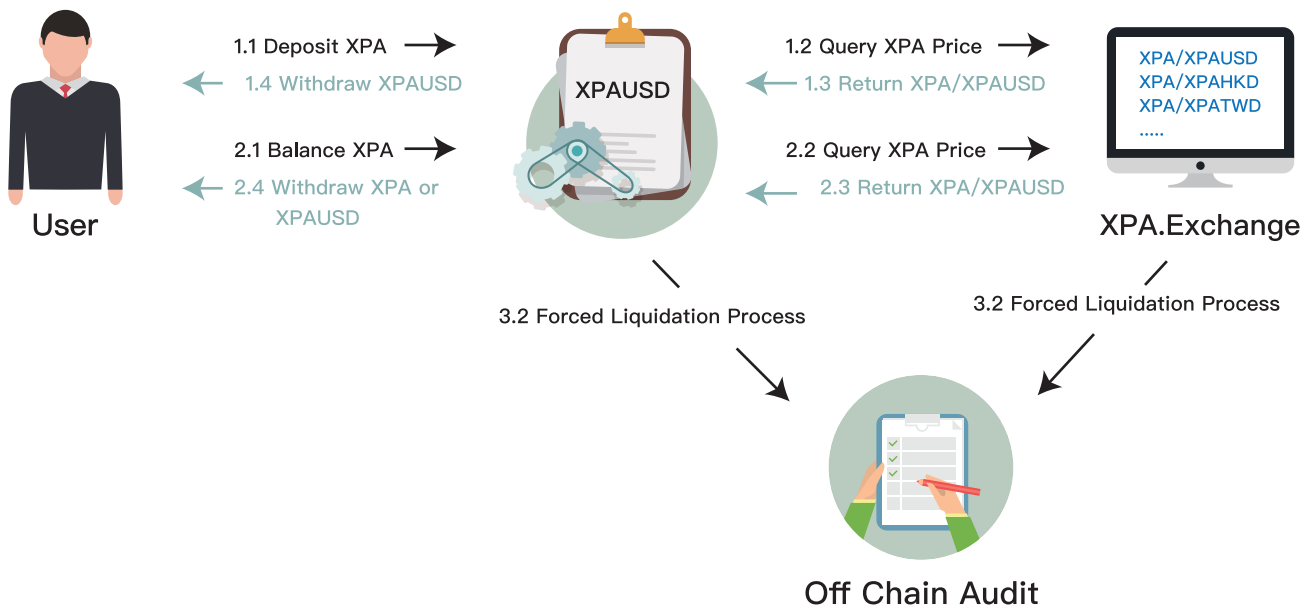 1.1 Deposit XPA
1.4 Withdraw XPAUSD
2.1 Balance XPA
2.4 Withdraw XPA or
XPAUSD
User
XPAUSD
1.2 Query XPA Price
1.3 Return XPA/XPAUSD
2.2 Query XPA Price
2.3 Return XPA/XPAUSD
XPA/XPAUSD
XPA/XPAHKD
XPA/XPATWD
.....
XPA.Exchange
3.2 Forced Liquidation Process
3.2 Forced Liquidation Process
Off Chain Audit